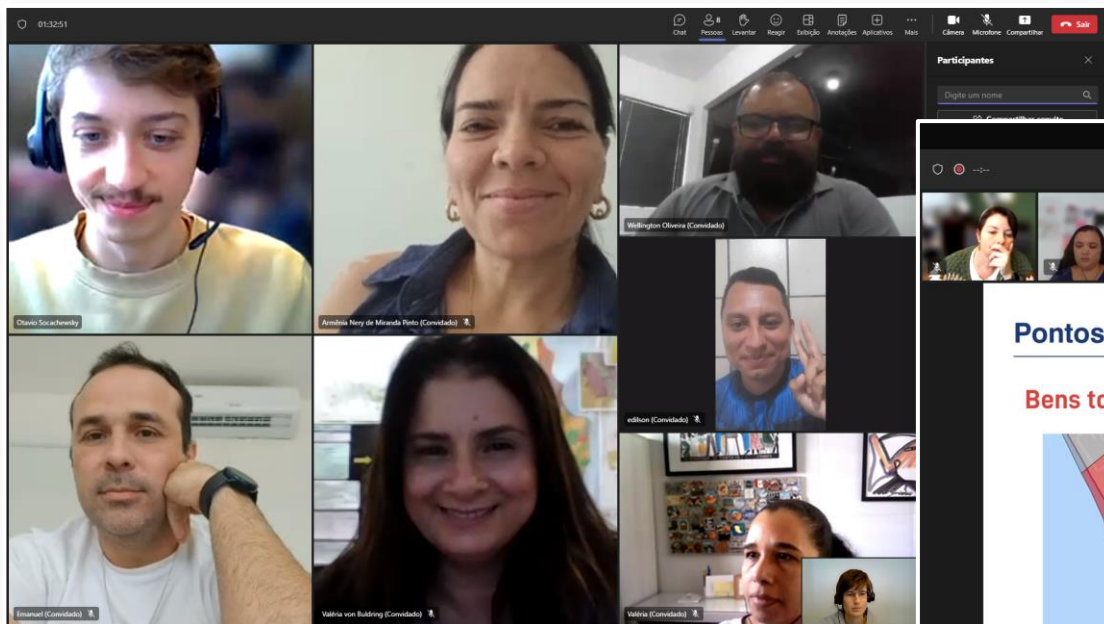 01:32:51
Chat
8
Pessoas
Levantar
Reagir
Exibição
Anotações
Aplicativos
Mais
Câmera
Microfone
Compartilhar
Sair
Participantes
Digite um nome
Otavio Socachewsky
Armênia Nery de Miranda Pinto (Convidado)
Wellington Oliveira (Convidado)
edilson (Convidado)
Emanuel (Convidado)
Valéria von Buldring (Convidado)
Valéria (Convidado)
--:--
Pontos
Bens to